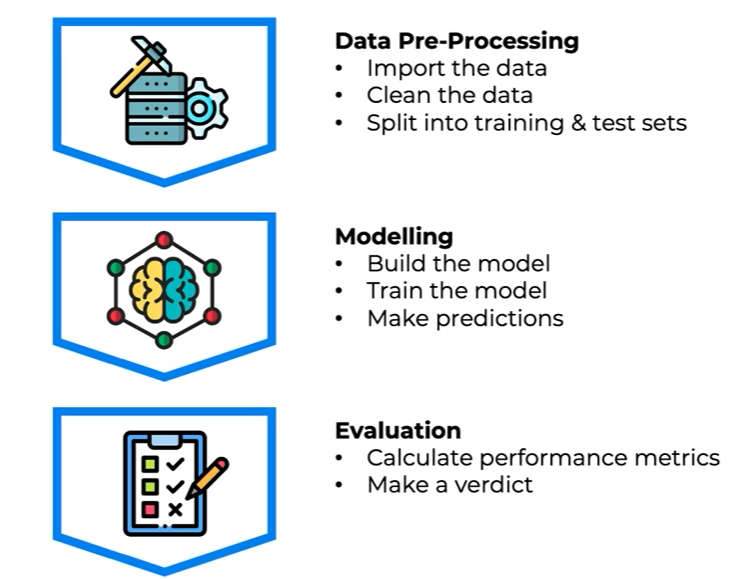 Data Pre-Processing
• Import the data
• Clean the data
• Split into training & test sets
Modelling
• Build the model
• Train the model
• Make predictions
Evaluation
• Calculate performance metrics
• Make a verdict